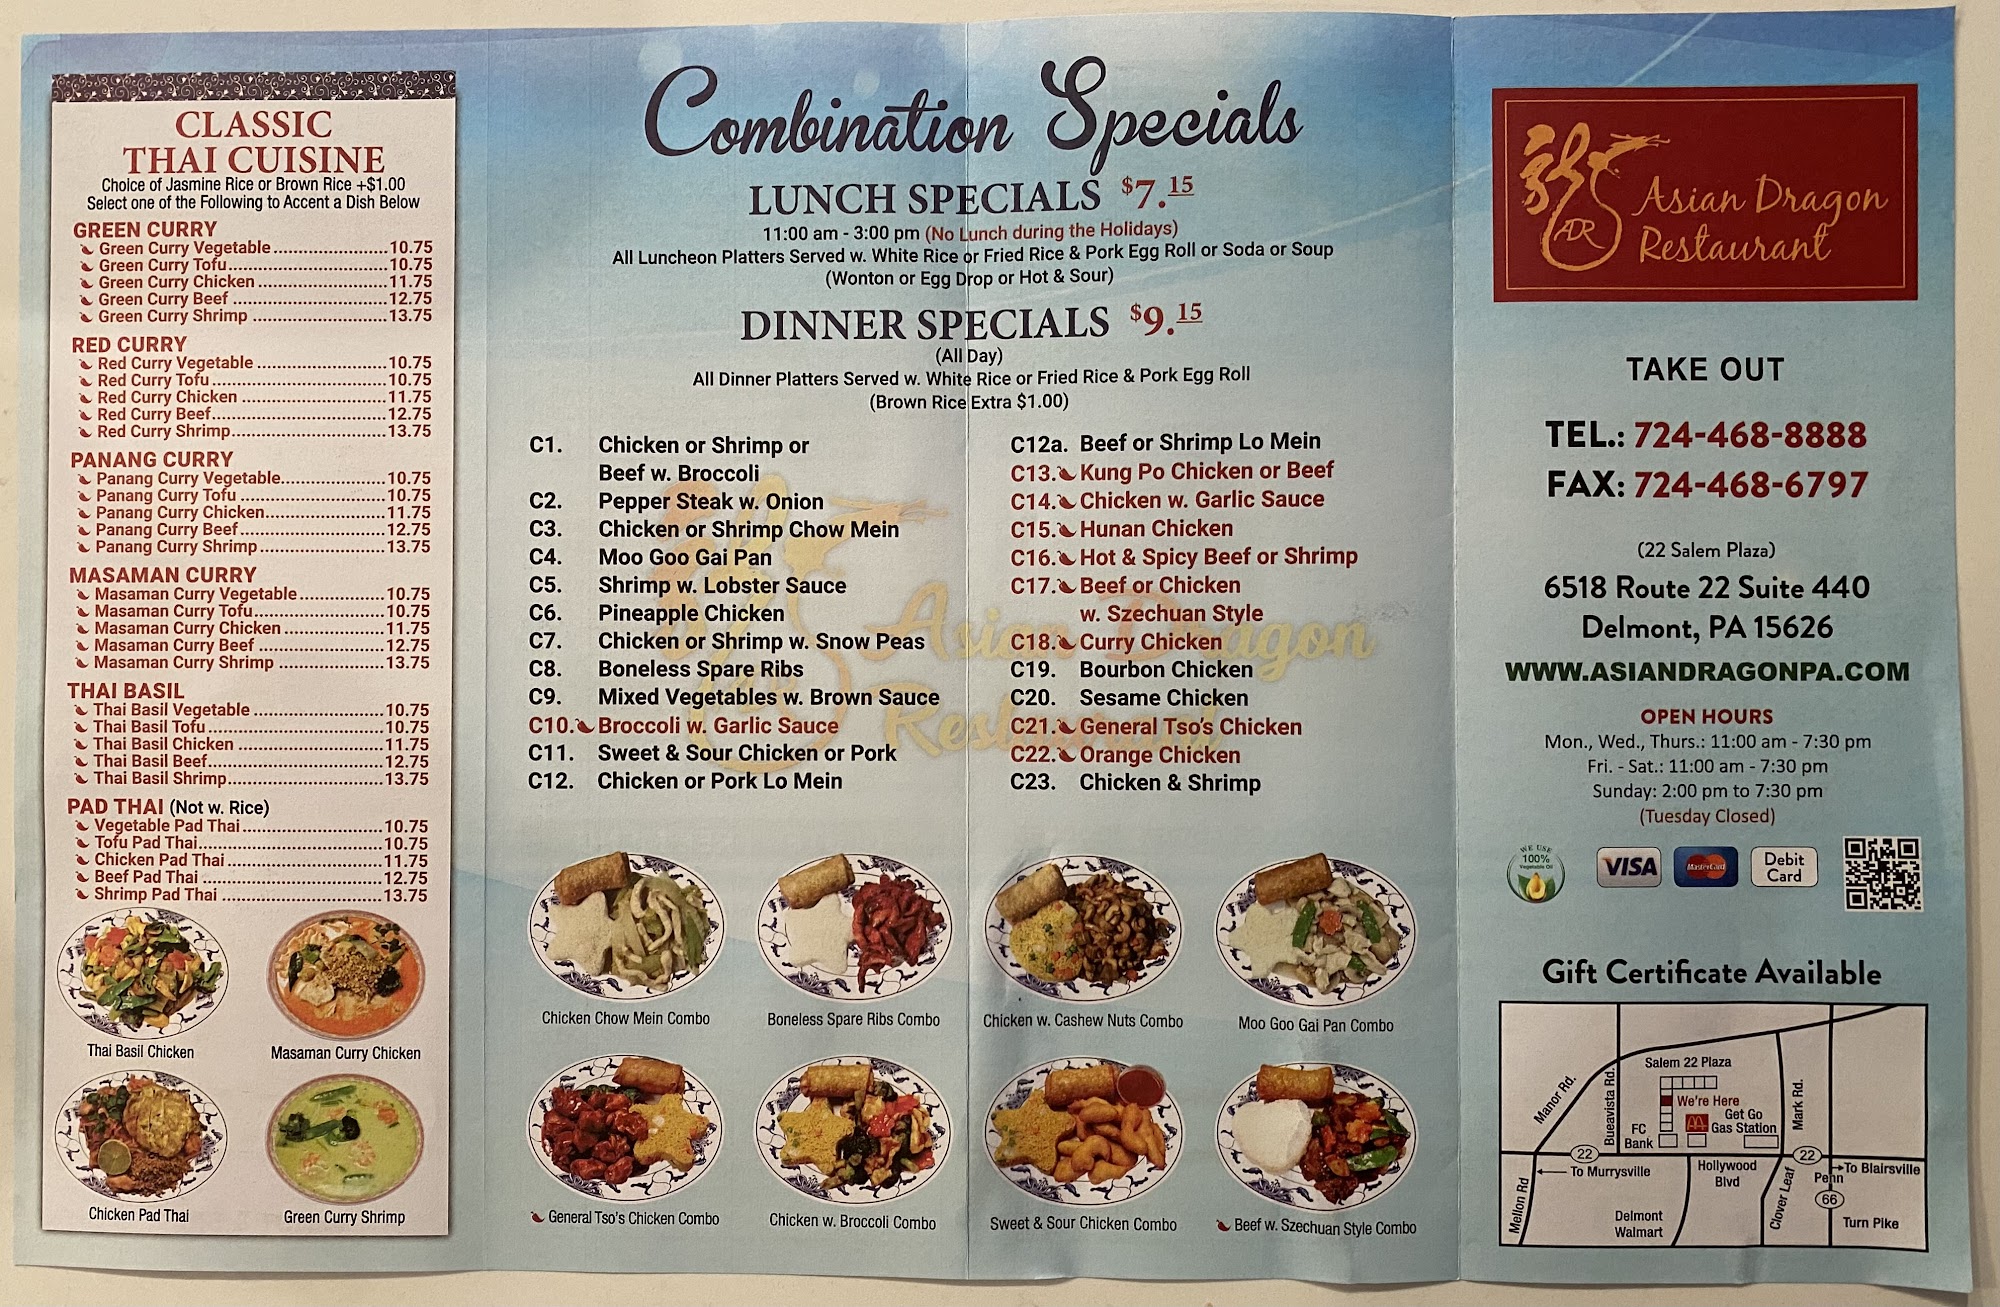 CLASSIC
THAI CUISINE
Choice of Jasmine Rice or Brown Rice +$1.00
Select one of the Following to Accent a Dish Below
GREEN CURRY
Green Curry Vegetable..............................10.75
Green Curry Tofu..............................10.75
Green Curry Chicken..............................11.75
Green Curry Beef..............................12.75
Green Curry Shrimp..............................13.75
RED CURRY
Red Curry Vegetable..............................10.75
Red Curry Tofu..............................10.75
Red Curry Chicken..............................11.75
Red Curry Beef..............................12.75
Red Curry Shrimp..............................13.75
PANANG CURRY
Panang Curry Vegetable..............................10.75
Panang Curry Tofu..............................10.75
Panang Curry Chicken..............................11.75
Panang Curry Beef..............................12.75
Panang Curry Shrimp..............................13.75
MASAMAN CURRY
Masaman Curry Vegetable..............................10.75
Masaman Curry Tofu..............................10.75
Masaman Curry Chicken..............................11.75
Masaman Curry Beef..............................12.75
Masaman Curry Shrimp..............................13.75
THAI BASIL
Thai Basil Vegetable..............................10.75
Thai Basil Tofu..............................10.75
Thai Basil Chicken..............................11.75
Thai Basil Beef..............................12.75
Thai Basil Shrimp..............................13.75
PAD THAI (Not w. Rice)
Vegetable Pad Thai..............................10.75
Tofu Pad Thai..............................10.75
Chicken Pad Thai..............................11.75
Beef Pad Thai..............................12.75
Shrimp Pad Thai..............................13.75
Thai Basil Chicken
Masaman Curry Chicken
Chicken Pad Thai
Green Curry Shrimp
Combination Specials
LUNCH SPECIALS $7.15
11:00 am - 3:00 pm (No Lunch during the Holidays)
All Luncheon Platters Served w. White Rice or Fried Rice & Pork Egg Roll or Soda or Soup
(Wonton or Egg Drop or Hot & Sour)
DINNER SPECIALS $9.15
(All Day)
All Dinner Platters Served w. White Rice or Fried Rice & Pork Egg Roll
(Brown Rice Extra $1.00)
C1. Chicken or Shrimp or
Beef w. Broccoli
C2. Pepper Steak w. Onion
C3. Chicken or Shrimp Chow Mein
C4. Moo Goo Gai Pan
C5. Shrimp w. Lobster Sauce
C6. Pineapple Chicken
C7. Chicken or Shrimp w. Snow Peas
C8. Boneless Spare Ribs
C9. Mixed Vegetables w. Brown Sauce
C10. Broccoli w. Garlic Sauce
C11. Sweet & Sour Chicken or Pork
C12. Chicken or Pork Lo Mein
C12a. Beef or Shrimp Lo Mein
C13. Kung Po Chicken or Beef
C14. Chicken w. Garlic Sauce
C15. Hunan Chicken
C16. Hot & Spicy Beef or Shrimp
C17. Beef or Chicken
w. Szechuan Style
C18. Curry Chicken
C19. Bourbon Chicken
C20. Sesame Chicken
C21. General Tso's Chicken
C22. Orange Chicken
C23. Chicken & Shrimp
Asian Dragon
Restaurant
Chicken Chow Mein Combo
Boneless Spare Ribs Combo
Chicken w. Cashew Nuts Combo
Moo Goo Gai Pan Combo
General Tso's Chicken Combo
Chicken w. Broccoli Combo
Sweet & Sour Chicken Combo
Beef w. Szechuan Style Combo
ADR
Asian Dragon
Restaurant
TAKE OUT
TEL.: 724-468-8888
FAX: 724-468-6797
(22 Salem Plaza)
6518 Route 22 Suite 440
Delmont, PA 15626
WWW.ASIANDRAGONPA.COM
OPEN HOURS
Mon., Wed., Thurs.: 11:00 am - 7:30 pm
Fri. - Sat.: 11:00 am - 7:30 pm
Sunday: 2:00 pm to 7:30 pm
(Tuesday Closed)
WE USE
100%
Vegetable Oil
VISA
MasterCard
Debit
Card
Gift Certificate Available
Salem 22 Plaza
We're Here
Get Go
Gas Station
FC
Bank
Manor Rd.
Bueavista Rd.
Mark Rd.
22
22
To Murrysville
To Blairsville
Hollywood
Blvd
Penn
66
Turn Pike
Mellon Rd
Clover Leaf
Delmont
Walmart